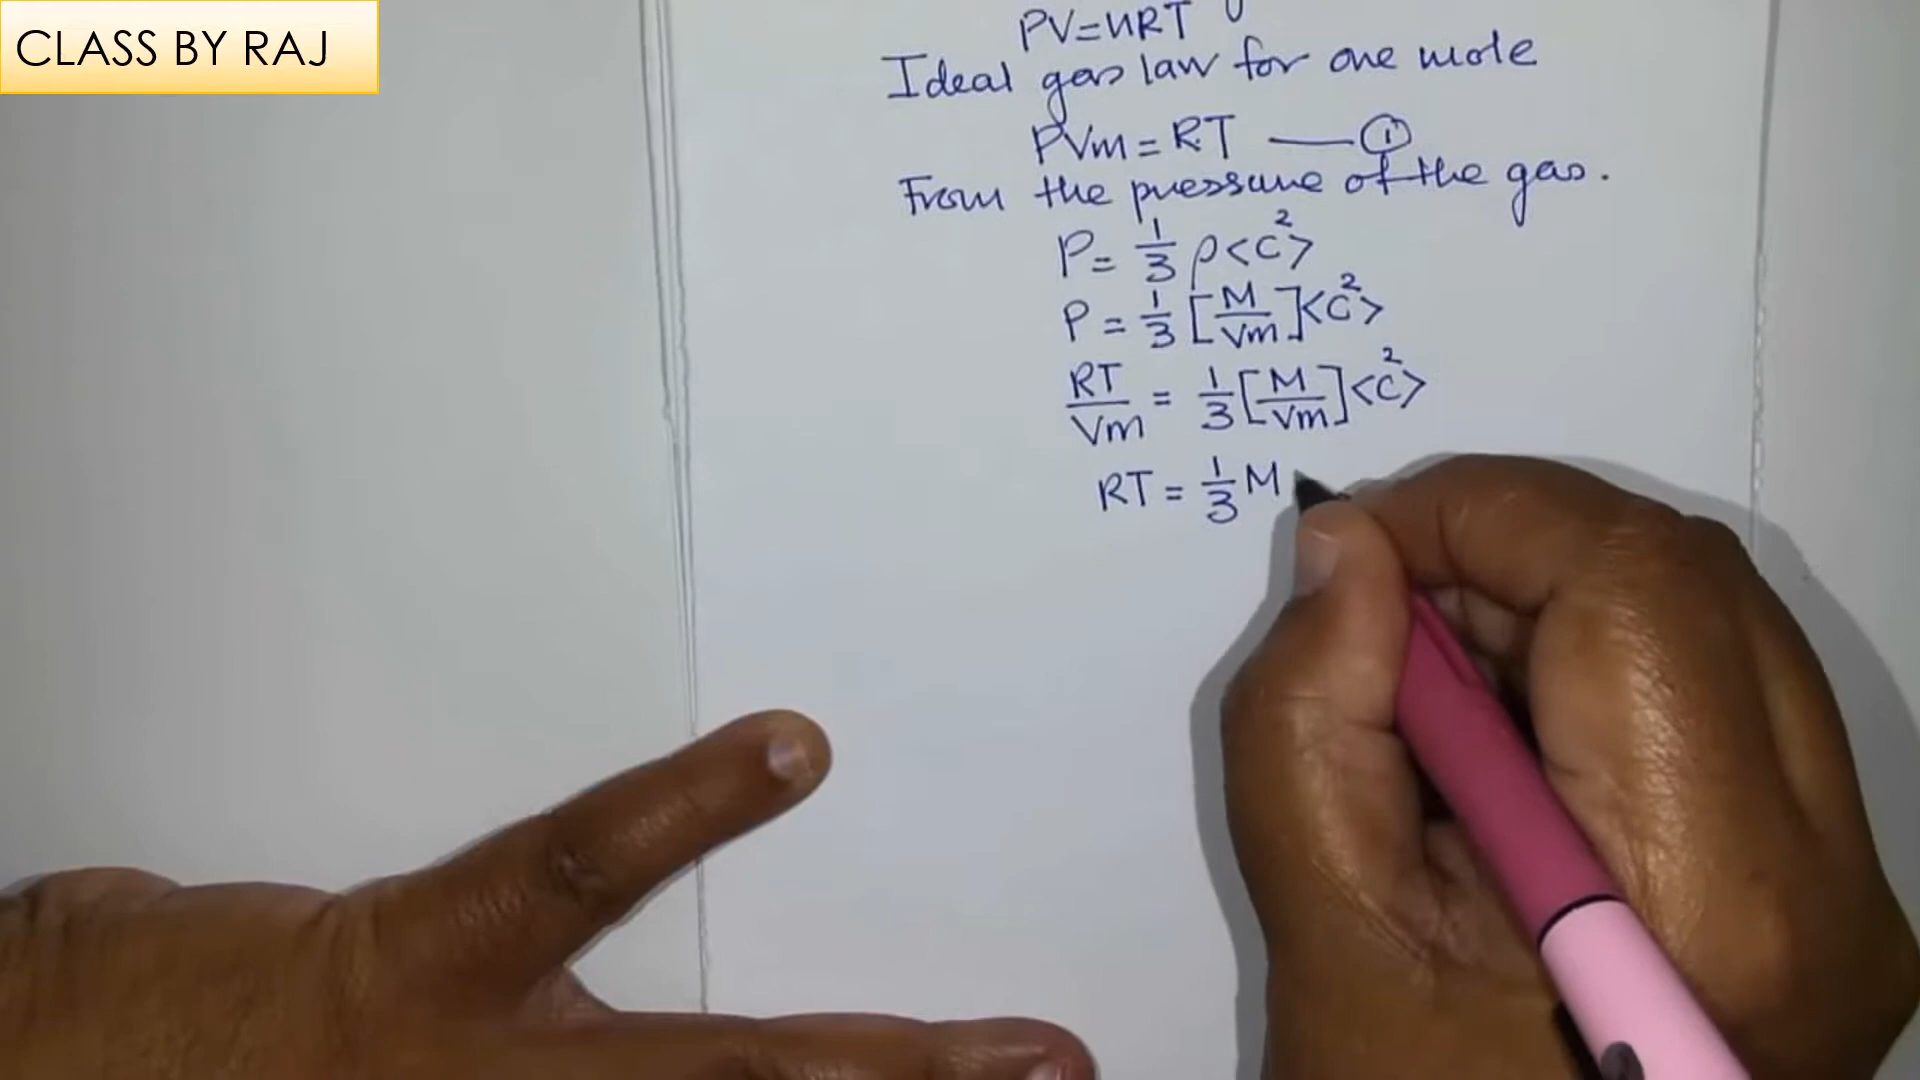 CLASS BY RAJ
PV=nRT
Ideal gas law for one mole
PVm = RT —— ①
From the pressure of the gas.
P = 1/3 ρ<C²>
P = 1/3 [M/Vm]<C²>
RT/Vm = 1/3 [M/Vm]<C²>
RT = 1/3 M